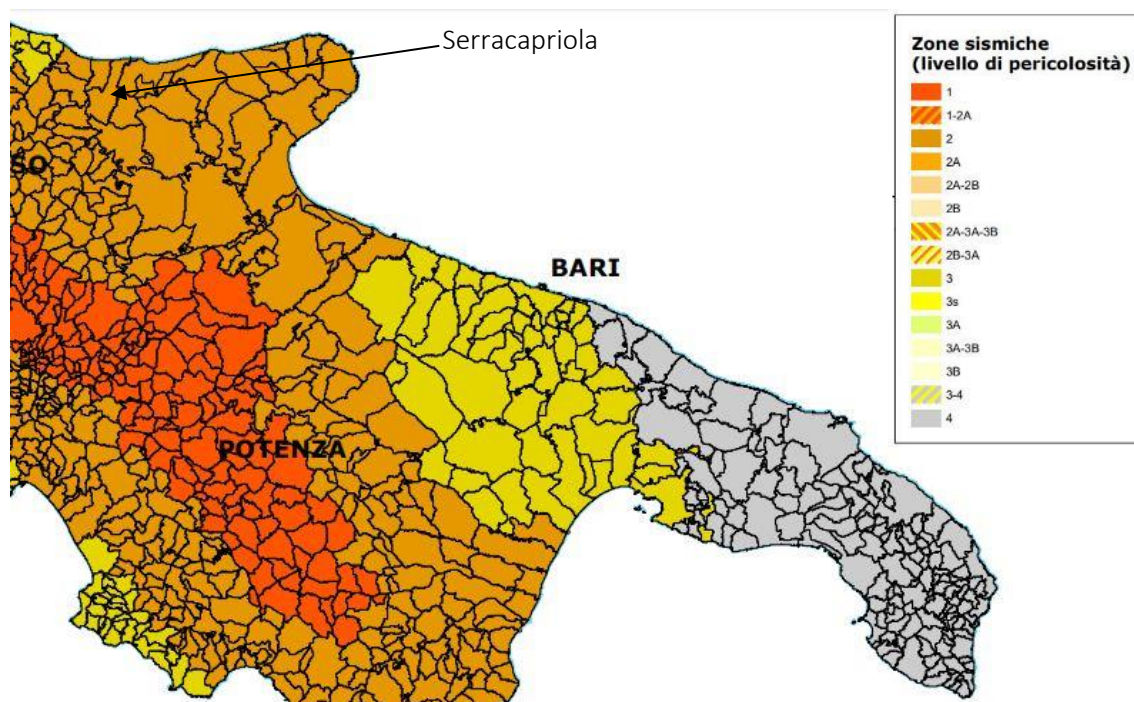 Serracapriola
SO
BARI
POTENZA
Zone sismiche
(livello di pericolosità)
1
1-2A
2
2A
2A-2B
2B
2A-3A-3B
2B-3A
3
3s
3A
3A-3B
3B
3-4
4